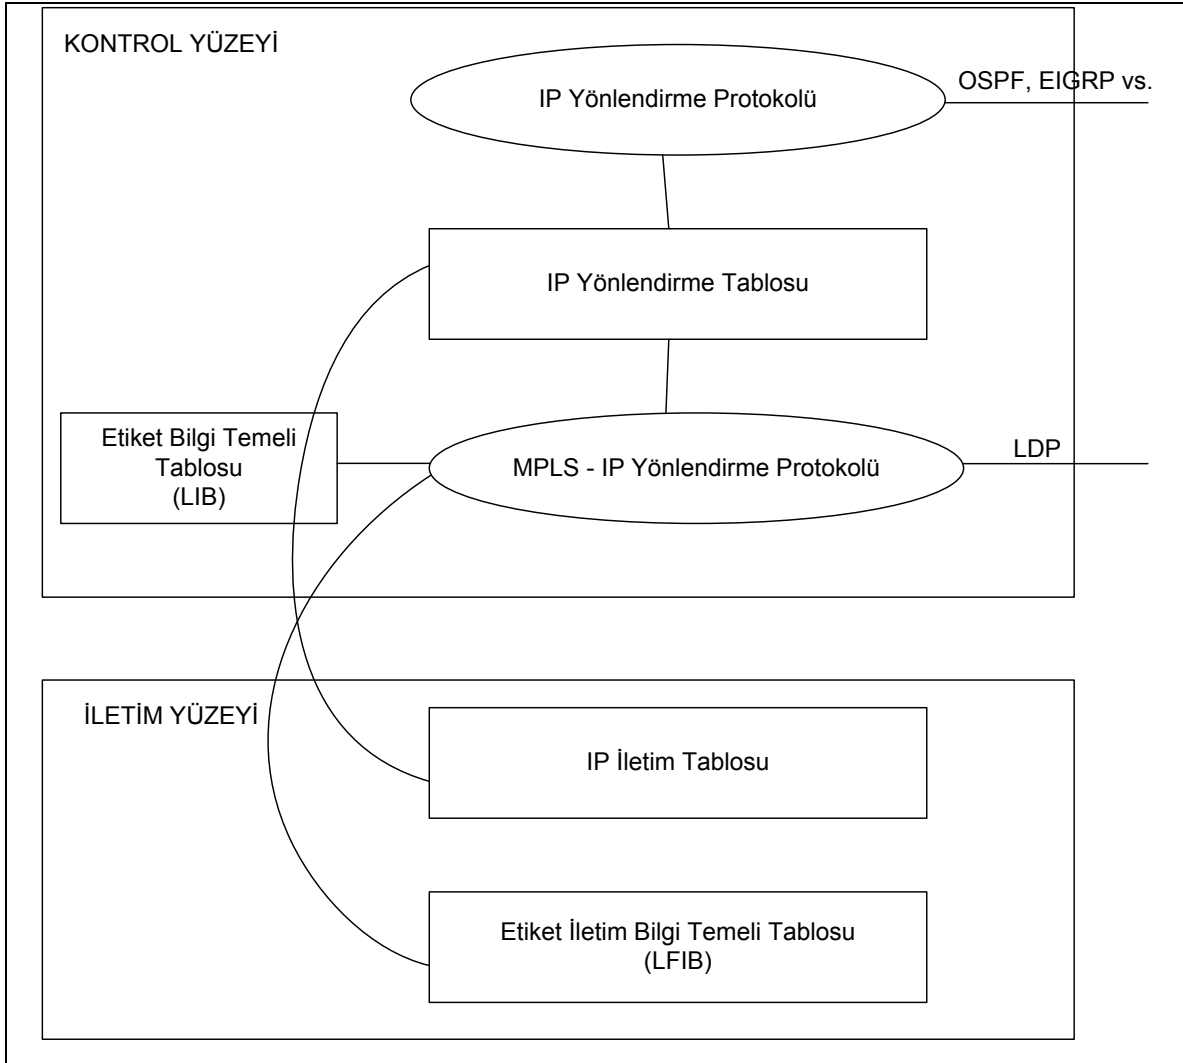 KONTROL YÜZEYİ
IP Yönlendirme Protokolü
OSPF, EIGRP vs.
IP Yönlendirme Tablosu
Etiket Bilgi Temeli
Tablosu
(LIB)
MPLS - IP Yönlendirme Protokolü
LDP
İLETİM YÜZEYİ
IP İletim Tablosu
Etiket İletim Bilgi Temeli Tablosu
(LFIB)